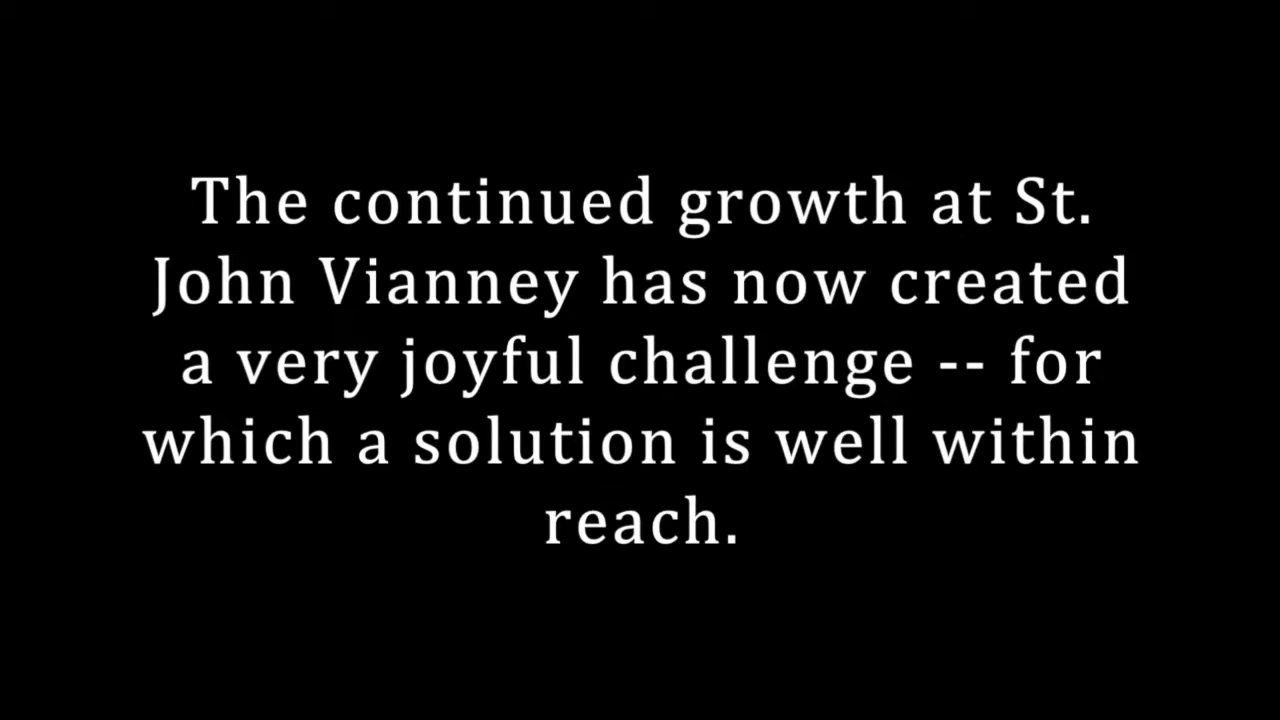 The continued growth at St.
John Vianney has now created
a very joyful challenge -- for
which a solution is well within
reach.